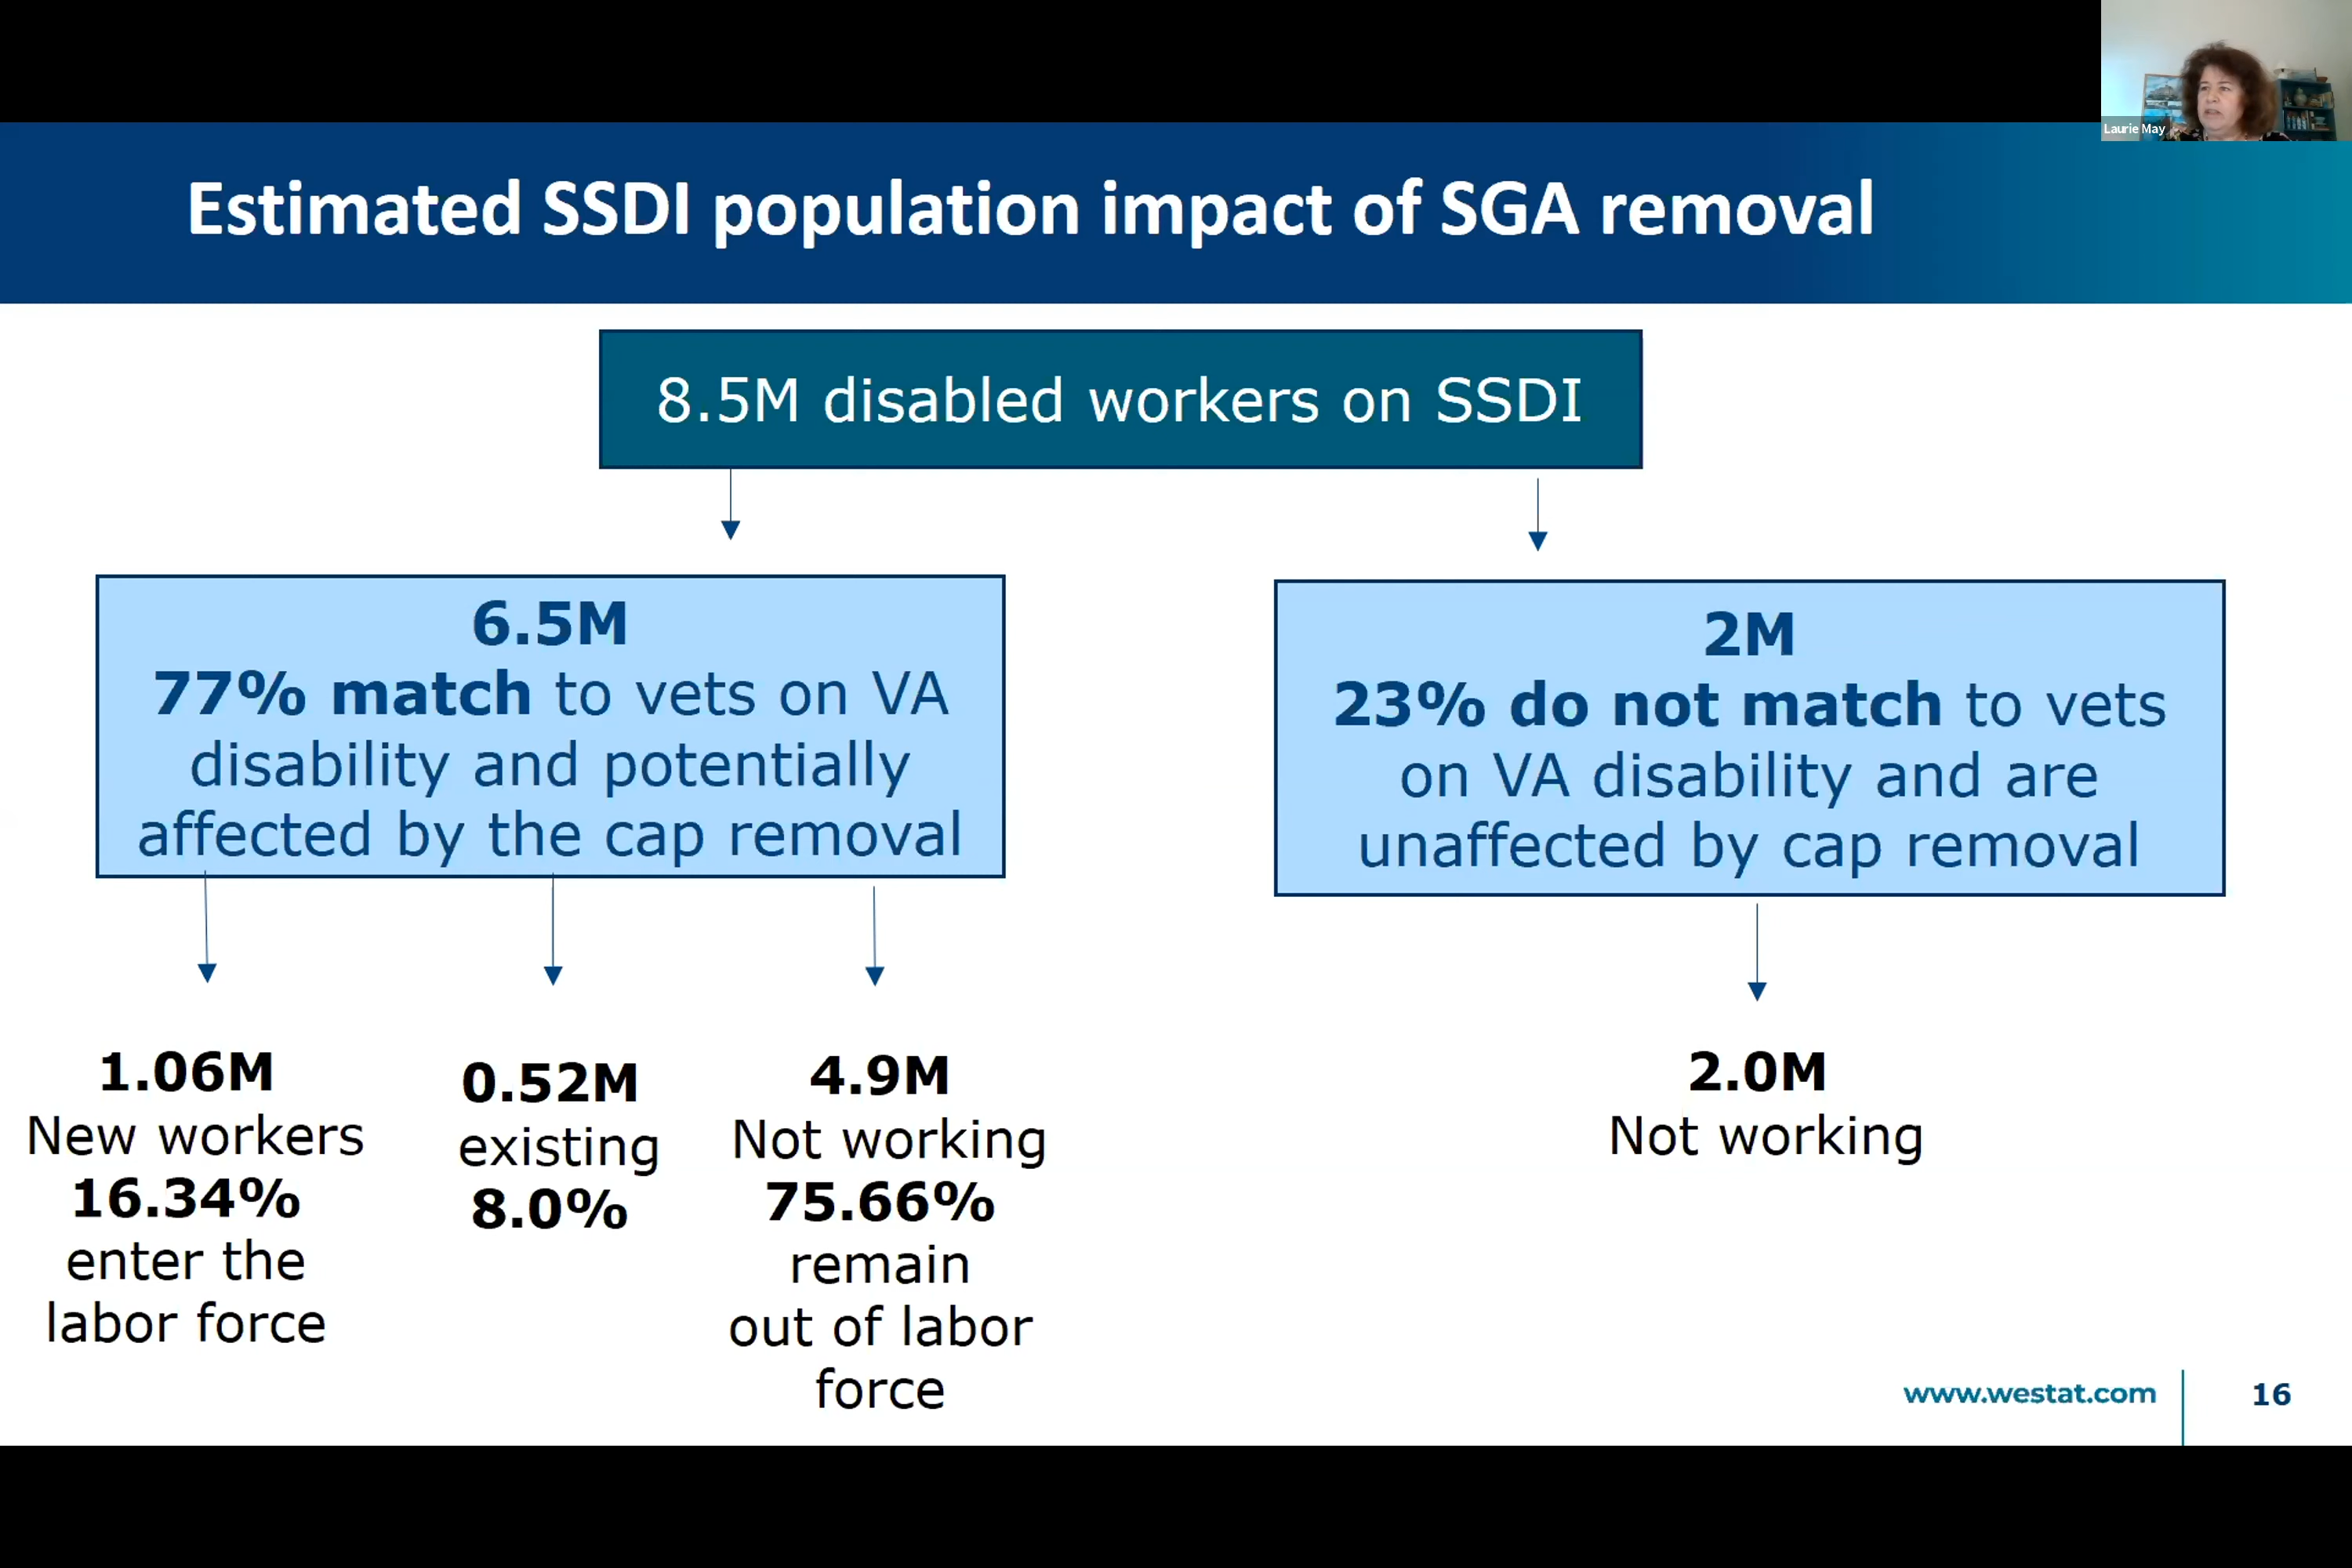 Laurie May
Estimated SSDI population impact of SGA removal
8.5M disabled workers on SSDI
6.5M
77% match to vets on VA
disability and potentially
affected by the cap removal
2M
23% do not match to vets
on VA disability and are
unaffected by cap removal
1.06M
New workers
16.34%
enter the
labor force
0.52M
existing
8.0%
4.9M
Not working
75.66%
remain
out of labor
force
2.0M
Not working
www.westat.com
16